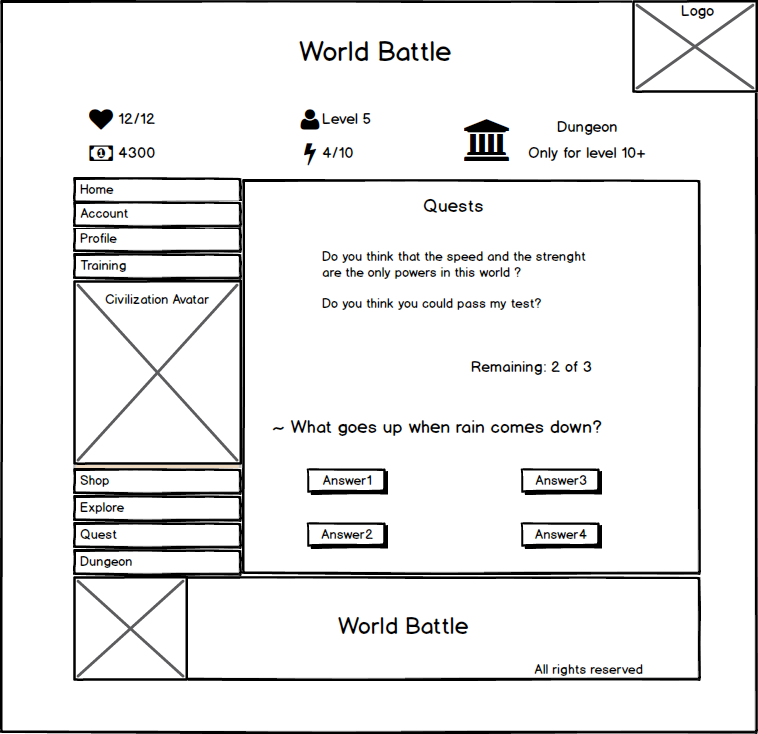 Logo
World Battle
12/12
Level 5
4300
4/10
Dungeon
Only for level 10+
Home
Account
Profile
Training
Civilization Avatar
Shop
Explore
Quest
Dungeon
Quests
Do you think that the speed and the strenght
are the only powers in this world ?
Do you think you could pass my test?
Remaining: 2 of 3
~ What goes up when rain comes down?
Answer1
Answer3
Answer2
Answer4
World Battle
All rights reserved